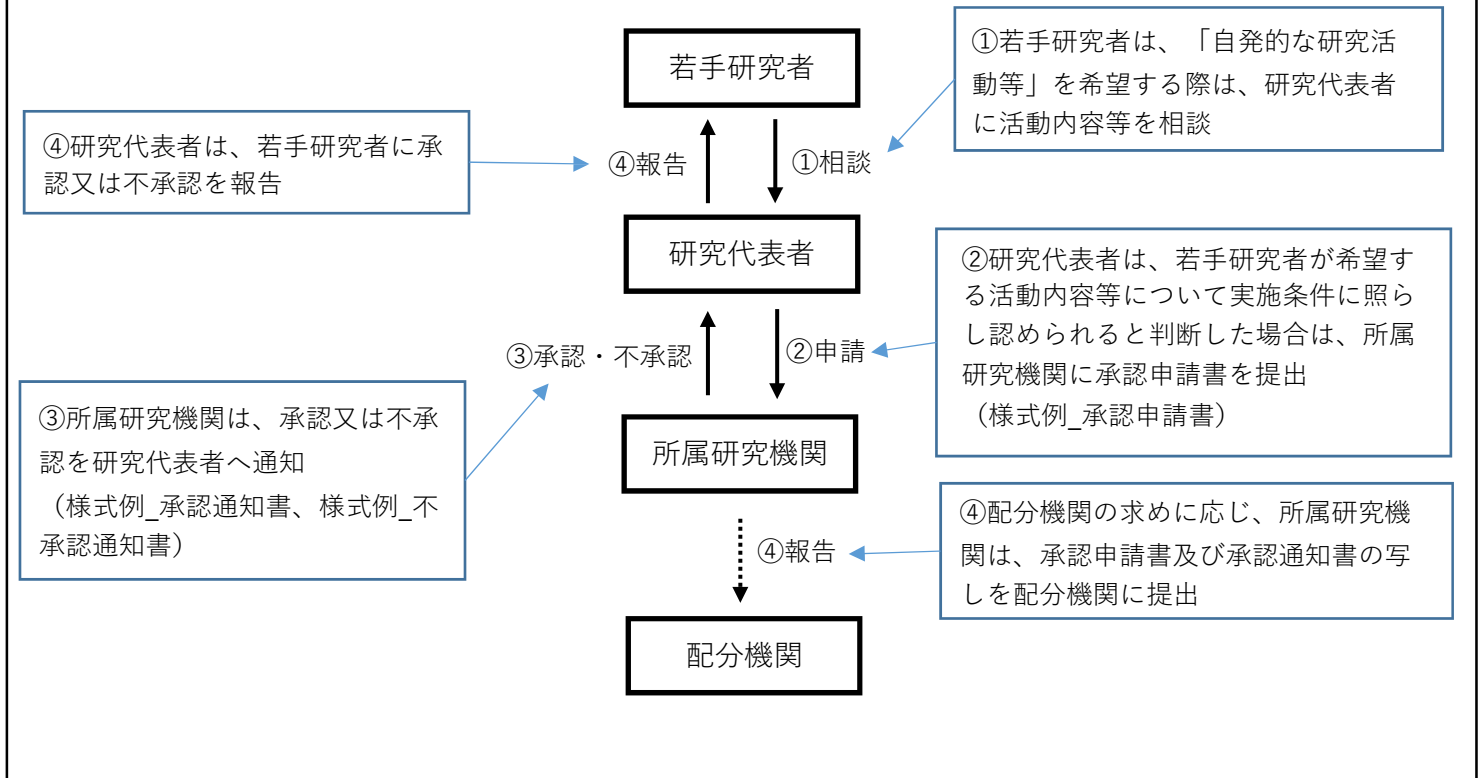 若手研究者
①若手研究者は、「自発的な研究活
動等」を希望する際は、研究代表者
に活動内容等を相談
④研究代表者は、若手研究者に承
認又は不承認を報告
④報告
①相談
研究代表者
②研究代表者は、若手研究者が希望す
る活動内容等について実施条件に照ら
し認められると判断した場合は、所属
研究機関に承認申請書を提出
（様式例_承認申請書）
③承認・不承認
②申請
③所属研究機関は、承認又は不承
認を研究代表者へ通知
（様式例_承認通知書、様式例_不
承認通知書）
所属研究機関
④配分機関の求めに応じ、所属研究機
関は、承認申請書及び承認通知書の写
しを配分機関に提出
④報告
配分機関